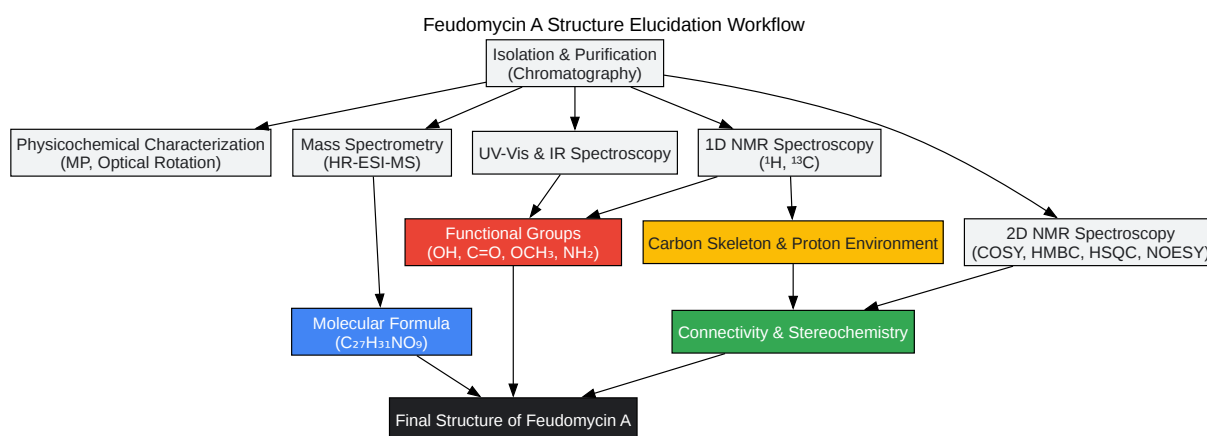 Feudomycin A Structure Elucidation Workflow
Isolation & Purification
(Chromatography)
Physicochemical Characterization
(MP, Optical Rotation)
Mass Spectrometry
(HR-ESI-MS)
UV-Vis & IR Spectroscopy
1D NMR Spectroscopy
(¹H, ¹³C)
Functional Groups
(OH, C=O, OCH₃, NH₂)
Carbon Skeleton & Proton Environment
2D NMR Spectroscopy
(COSY, HMBC, HSQC, NOESY)
Molecular Formula
(C₂₇H₃₁NO₉)
Connectivity & Stereochemistry
Final Structure of Feudomycin A